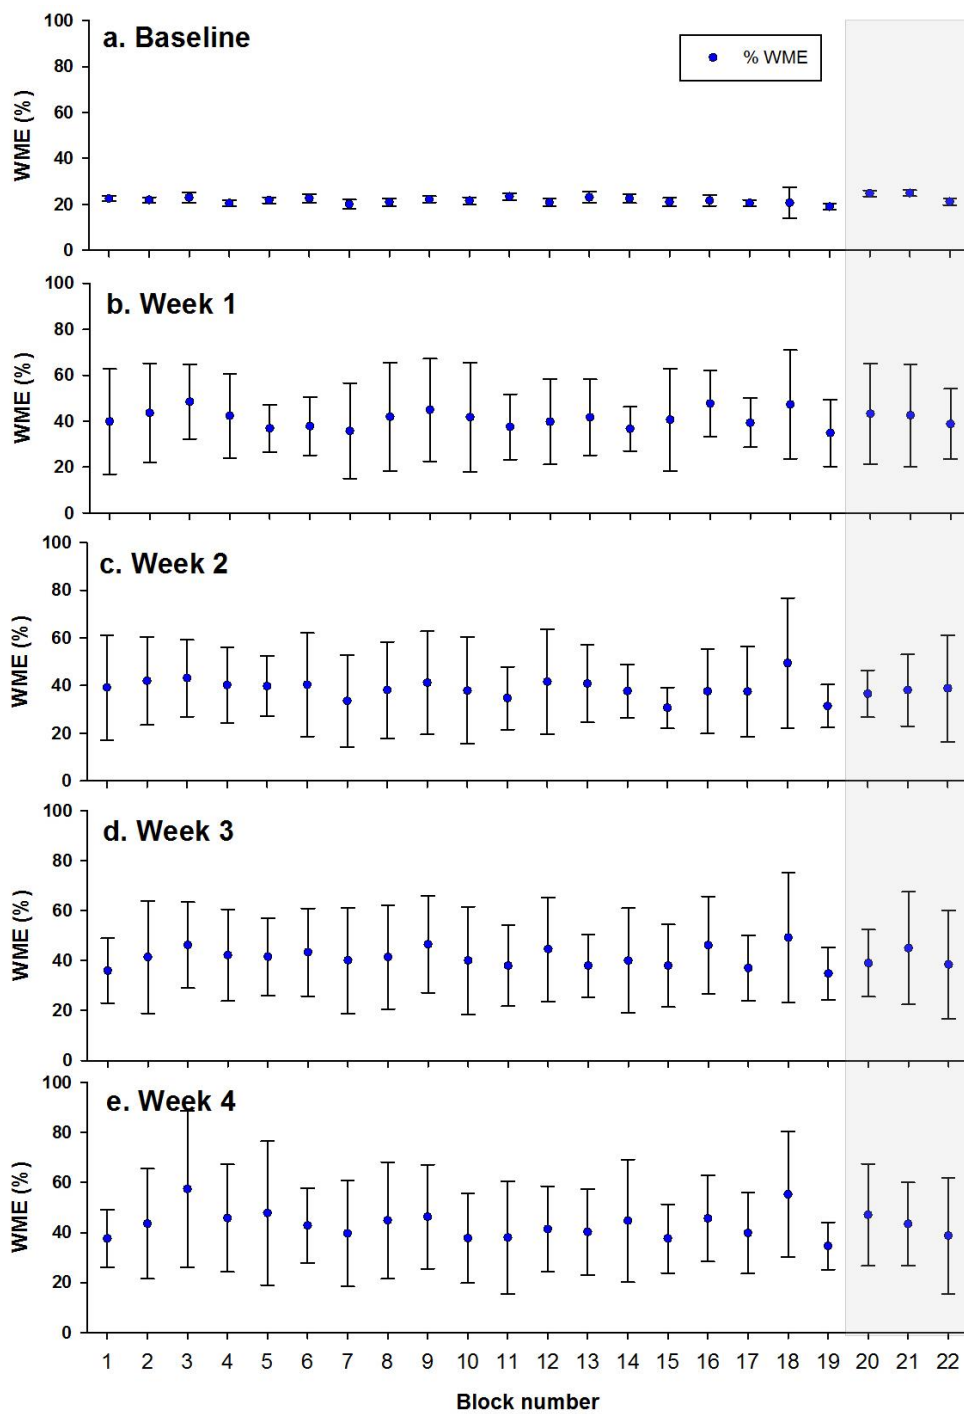 a. Baseline
% WME
WME (%)
100
80
60
40
20
0
b. Week 1
WME (%)
100
80
60
40
20
0
c. Week 2
WME (%)
100
80
60
40
20
0
d. Week 3
WME (%)
100
80
60
40
20
0
e. Week 4
WME (%)
100
80
60
40
20
0
1 2 3 4 5 6 7 8 9 10 11 12 13 14 15 16 17 18 19 20 21 22
Block number